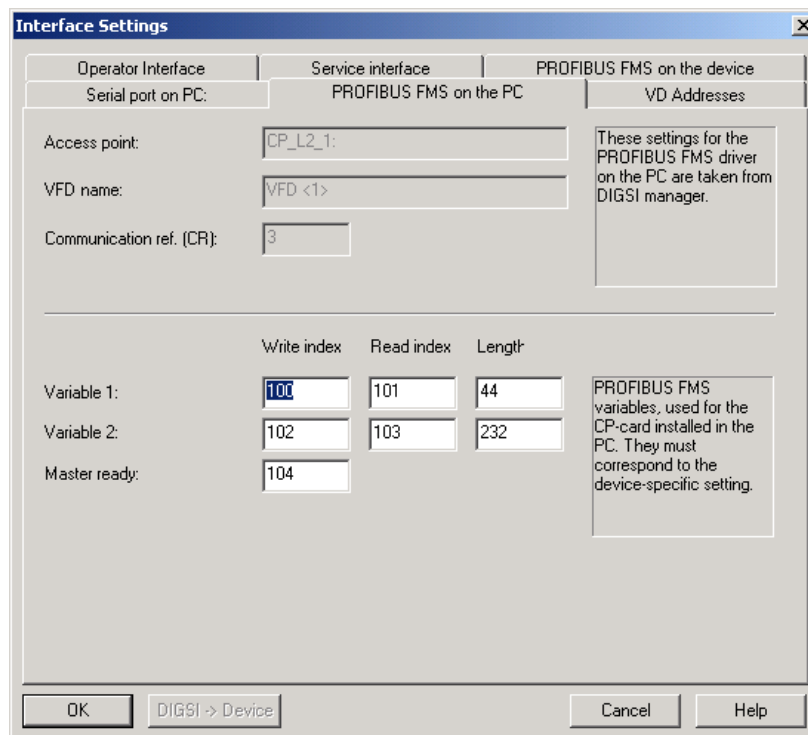 Interface Settings
Operator Interface
Service interface
PROFIBUS FMS on the device
Serial port on PC:
PROFIBUS FMS on the PC
VD Addresses
Access point:
CP_L2_1:
These settings for the
PROFIBUS FMS driver
on the PC are taken from
DIGSI manager.
VFD name:
VFD <1>
Communication ref. (CR):
3
Write index
Read index
Length
Variable 1:
100
101
44
Variable 2:
102
103
232
Master ready:
104
PROFIBUS FMS
variables, used for the
CP-card installed in the
PC. They must
correspond to the
device-specific setting.
OK
DIGSI -> Device
Cancel
Help